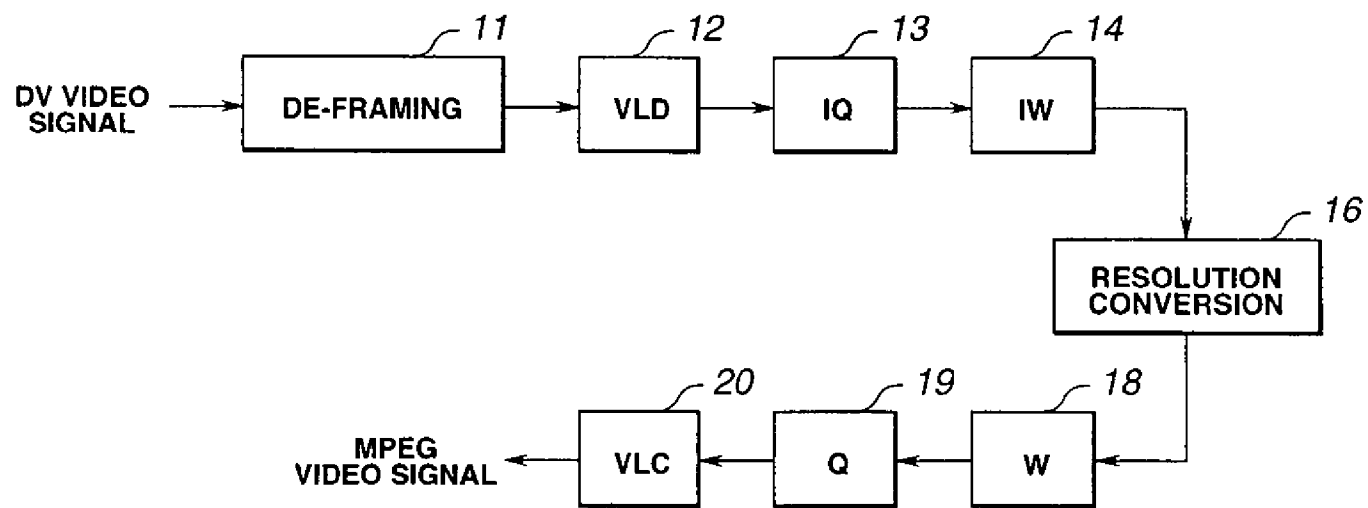 11
12
13
14
DV VIDEO
SIGNAL
DE-FRAMING
VLD
IQ
IW
16
RESOLUTION
CONVERSION
20
19
18
MPEG
VIDEO SIGNAL
VLC
Q
W